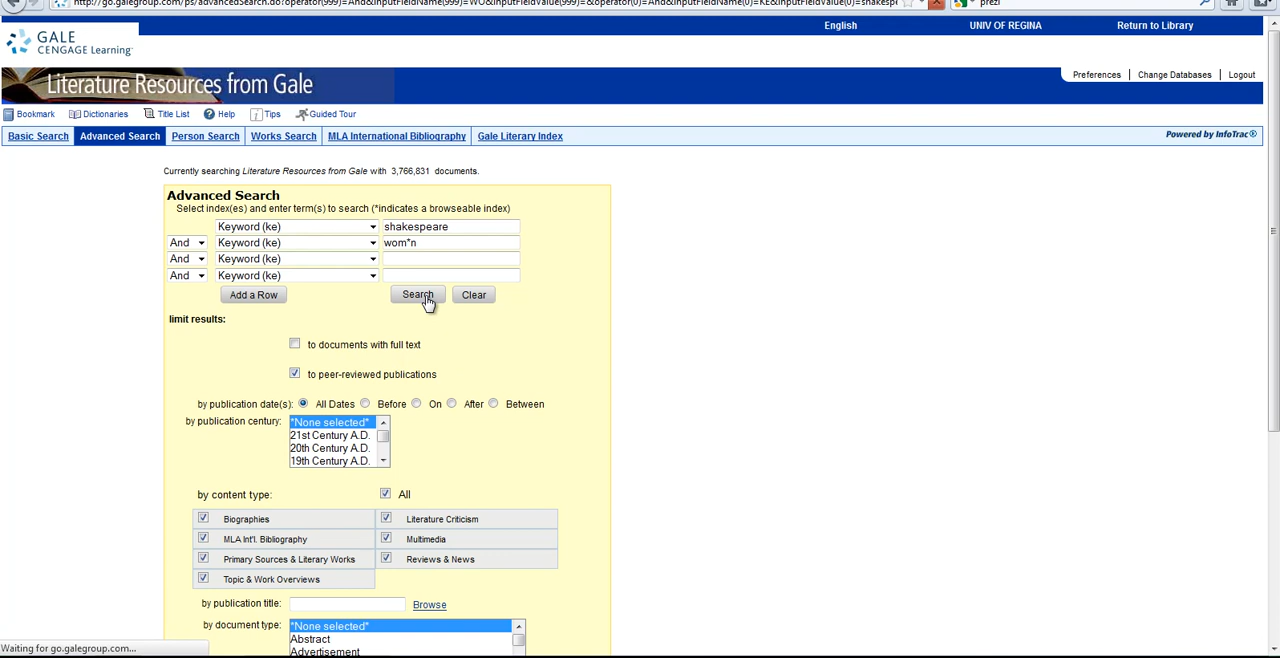 http://go.galegroup.com/ps/advancedSearch.do?operator(999)=And&inputFieldName(999)=WO&inputFieldValue(999)=&operator(0)=And&inputFieldName(0)=KE&inputFieldValue(0)=shakespe prezi
English UNIV OF REGINA Return to Library
GALE
CENGAGE Learning
Literature Resources from Gale
Preferences | Change Databases | Logout
Bookmark Dictionaries Title List Help Tips Guided Tour
Basic Search Advanced Search Person Search Works Search MLA International Bibliography Gale Literary Index Powered by InfoTrac®
Currently searching Literature Resources from Gale with 3,766,831 documents.
Advanced Search
Select index(es) and enter term(s) to search (*indicates a browseable index)
Keyword (ke) shakespeare
And Keyword (ke) wom*n
And Keyword (ke)
And Keyword (ke)
Add a Row Search Clear
limit results:
to documents with full text
to peer-reviewed publications
by publication date(s): All Dates Before On After Between
by publication century: *None selected*
21st Century A.D.
20th Century A.D.
19th Century A.D.
by content type: All
Biographies Literature Criticism
MLA Int'l. Bibliography Multimedia
Primary Sources & Literary Works Reviews & News
Topic & Work Overviews
by publication title: Browse
by document type: *None selected*
Abstract
Advertisement
Waiting for go.galegroup.com...